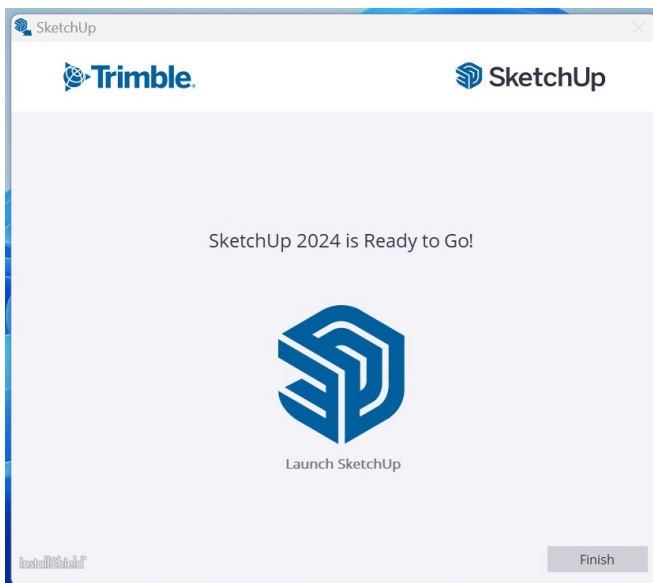 SketchUp
Trimble.
SketchUp
SketchUp 2024 is Ready to Go!
Launch SketchUp
InstallShield
Finish